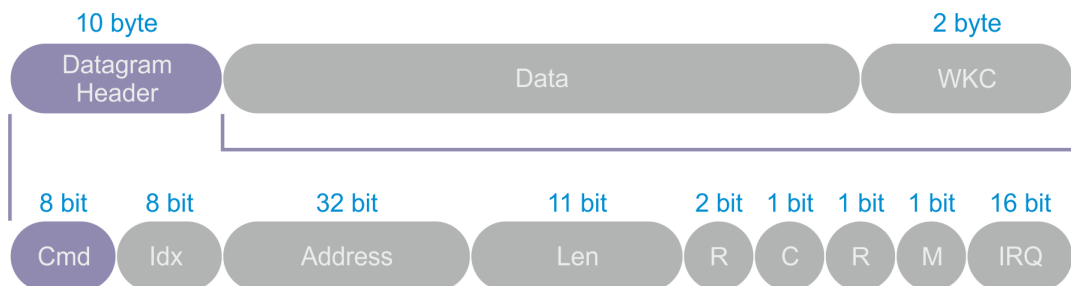 10 byte 2 byte
Datagram
Header Data WKC
8 bit 8 bit 32 bit 11 bit 2 bit 1 bit 1 bit 1 bit 16 bit
Cmd Idx Address Len R C R M IRQ